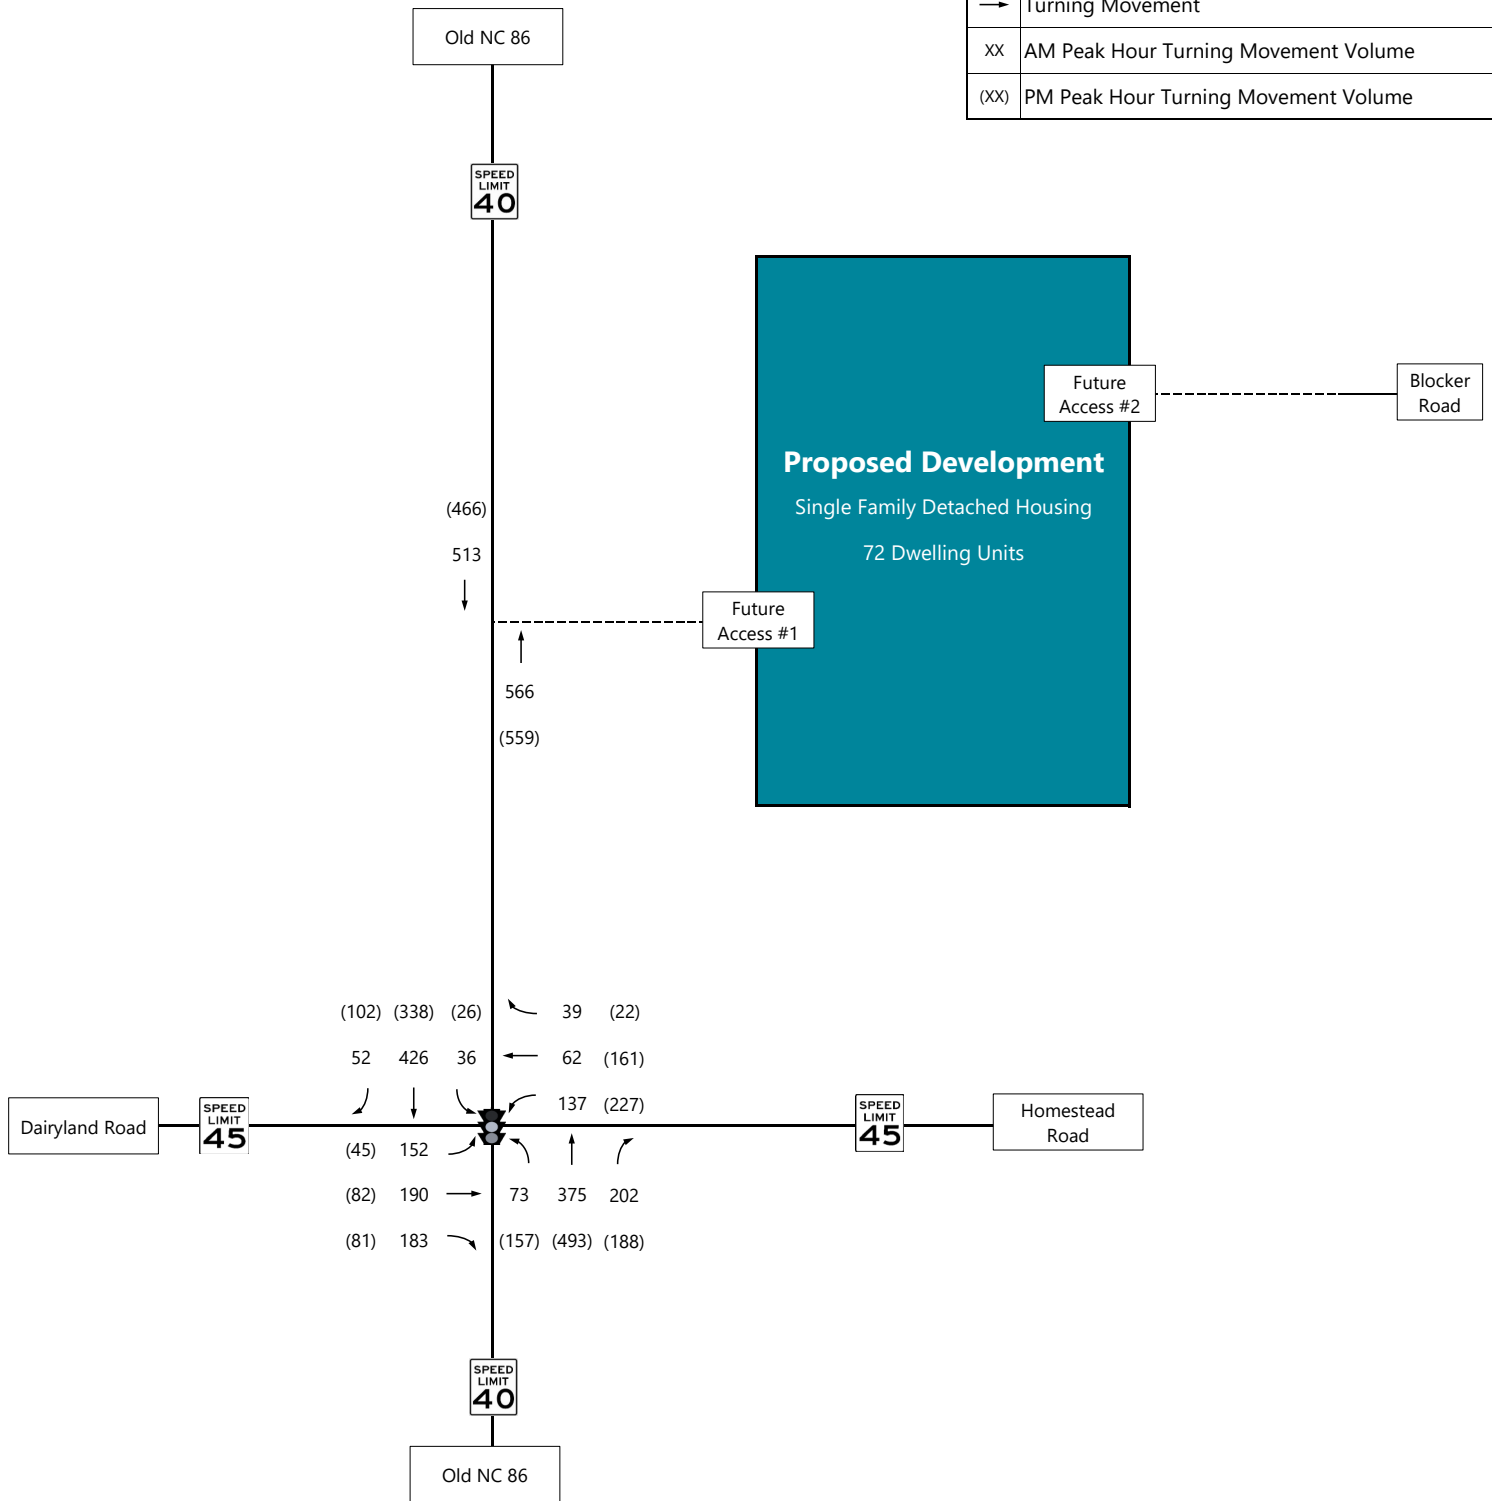 Turning Movement
XX AM Peak Hour Turning Movement Volume
(XX) PM Peak Hour Turning Movement Volume
Old NC 86
SPEED
LIMIT
40
Future
Access #2
Blocker
Road
Proposed Development
Single Family Detached Housing
72 Dwelling Units
(466)
513
Future
Access #1
566
(559)
(102) (338) (26) 39 (22)
52 426 36 62 (161)
137 (227)
Dairyland Road
SPEED
LIMIT
45
SPEED
LIMIT
45
Homestead
Road
(45) 152
(82) 190 73 375 202
(81) 183 (157) (493) (188)
SPEED
LIMIT
40
Old NC 86